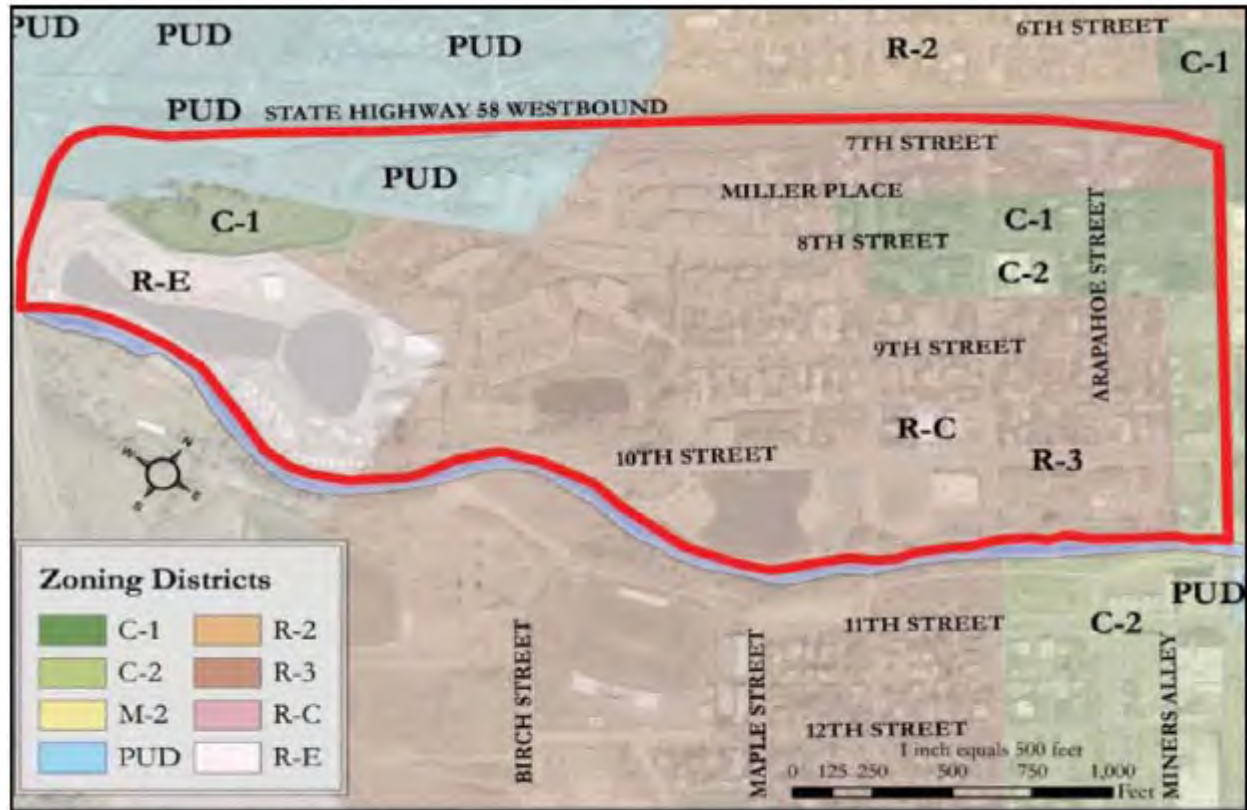 PUD
PUD
PUD
R-2
6TH STREET
C-1
PUD
STATE HIGHWAY 58 WESTBOUND
7TH STREET
PUD
MILLER PLACE
C-1
C-1
8TH STREET
ARAPAHOE STREET
R-E
C-2
9TH STREET
R-C
10TH STREET
R-3
W
N
S
E
PUD
11TH STREET
C-2
BIRCH STREET
MAPLE STREET
MINERS ALLEY
12TH STREET
1 inch equals 500 feet
0 125 250 500 750 1,000
Feet
Zoning Districts
C-1
C-2
M-2
PUD
R-2
R-3
R-C
R-E